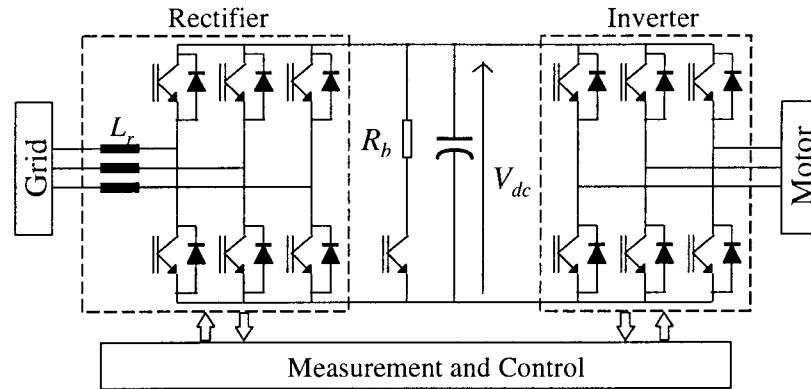 Rectifier
Inverter
Grid
L_r
R_b
V_dc
Motor
Measurement and Control